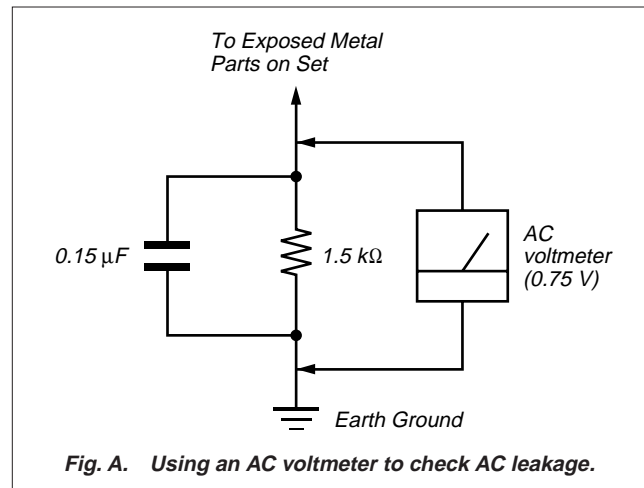 To Exposed Metal
Parts on Set
0.15 μF
1.5 kΩ
AC
voltmeter
(0.75 V)
Earth Ground
Fig. A. Using an AC voltmeter to check AC leakage.